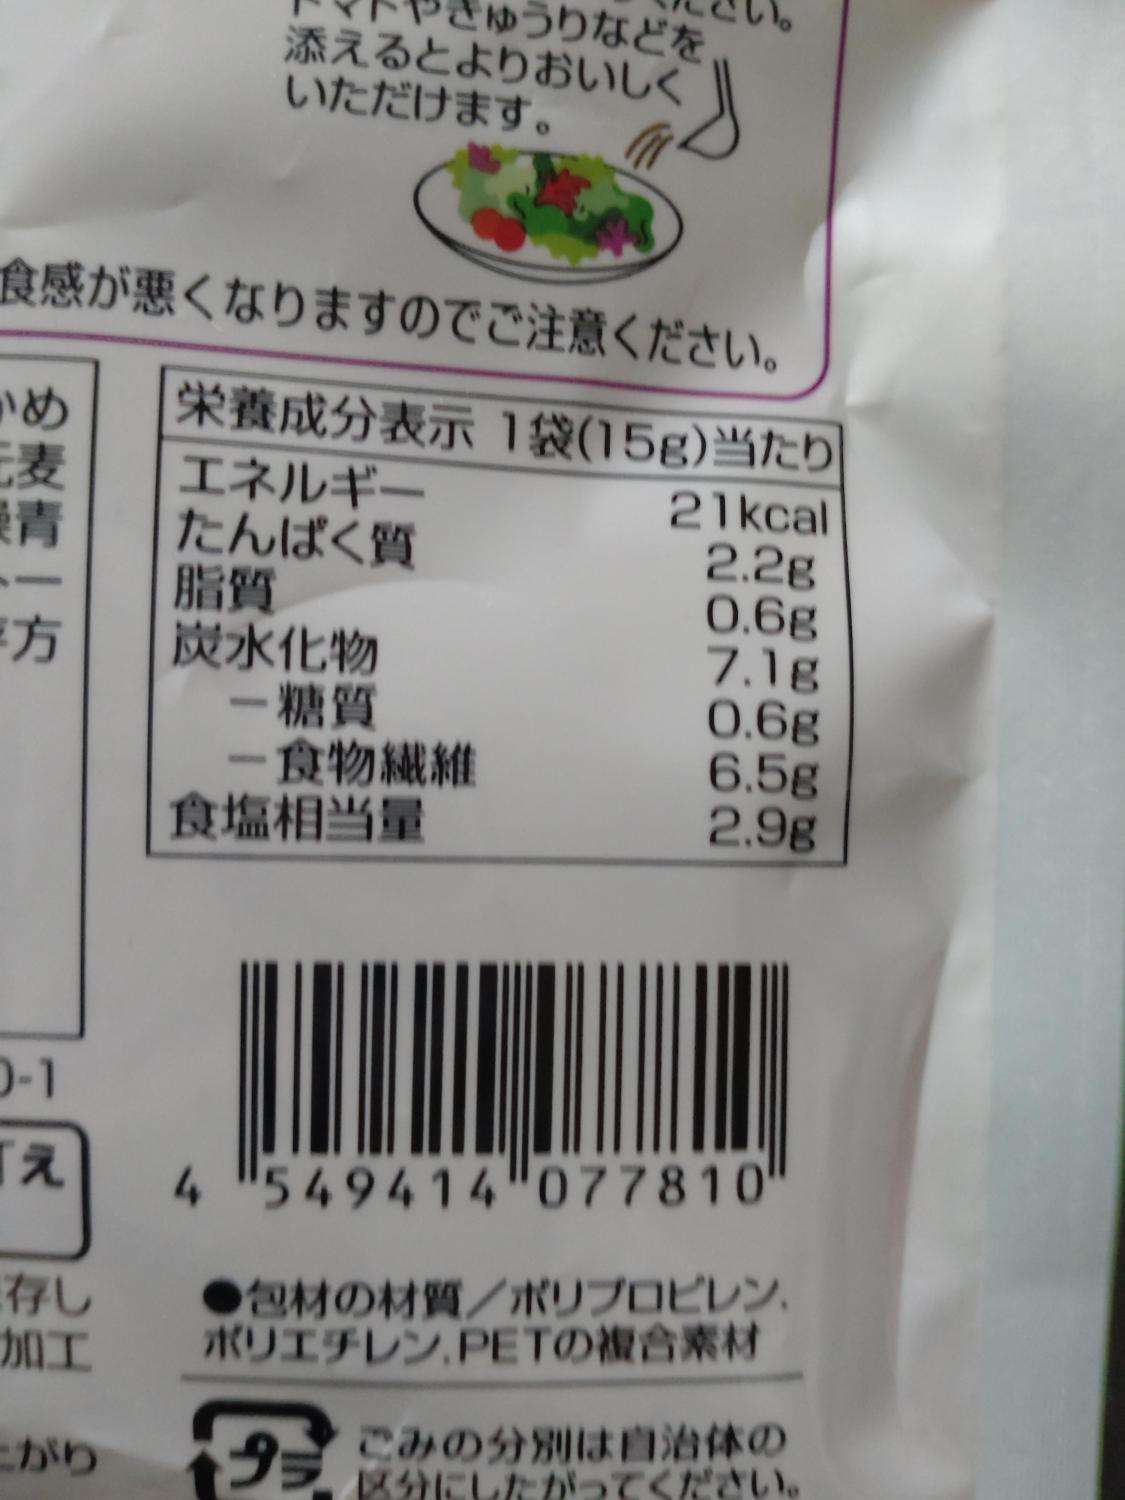 トマトやきゅうりなどを
添えるとよりおいしく
いただけます。
食感が悪くなりますのでご注意ください。
かめ
麦
青
方
栄養成分表示 1袋(15g)当たり
エネルギー 21kcal
たんぱく質 2.2g
脂質 0.6g
炭水化物 7.1g
－糖質 0.6g
－食物繊維 6.5g
食塩相当量 2.9g
0-1
え
存し
加工
がり
4 549414 077810
●包材の材質／ポリプロピレン,
ポリエチレン,PETの複合素材
プラ
ごみの分別は自治体の
区分にしたがってください。